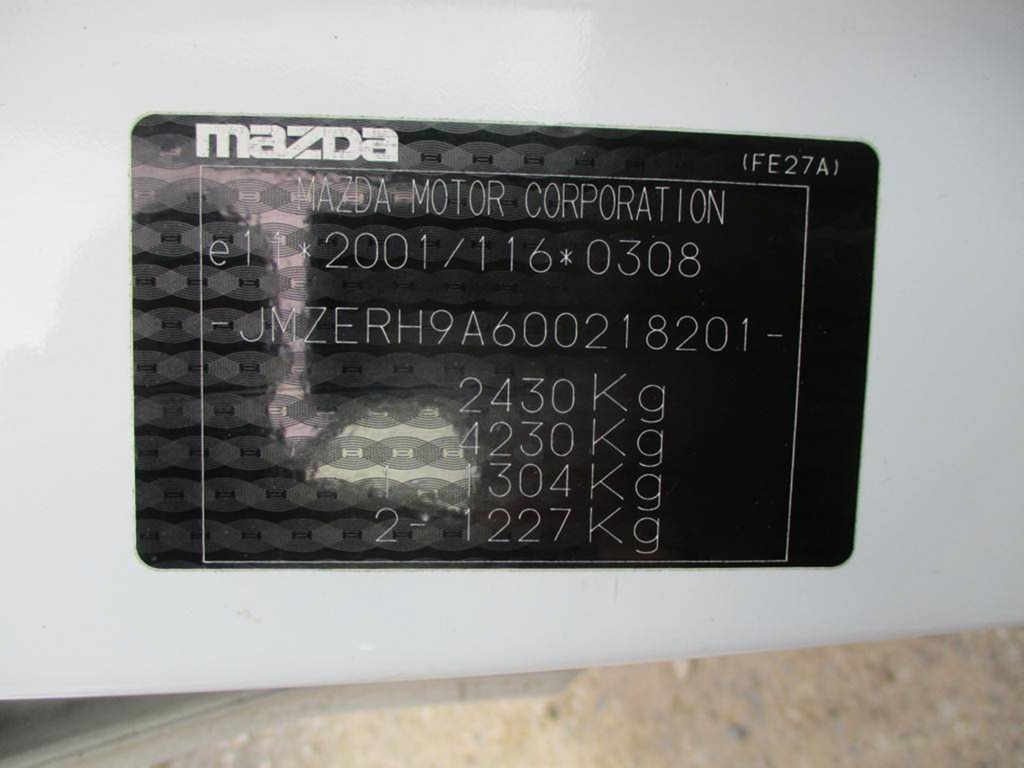 mazda
(FE27A)
MAZDA MOTOR CORPORATION
e11*2001/116*0308
-JMZERH9A600218201-
2430Kg
4230Kg
1- 1304Kg
2- 1227Kg